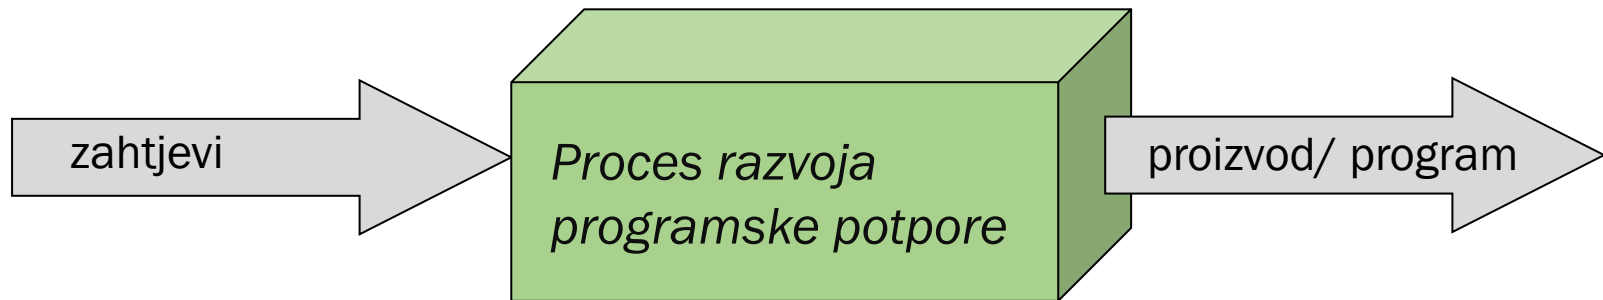 zahtjevi
Proces razvoja
programske potpore
proizvod/ program